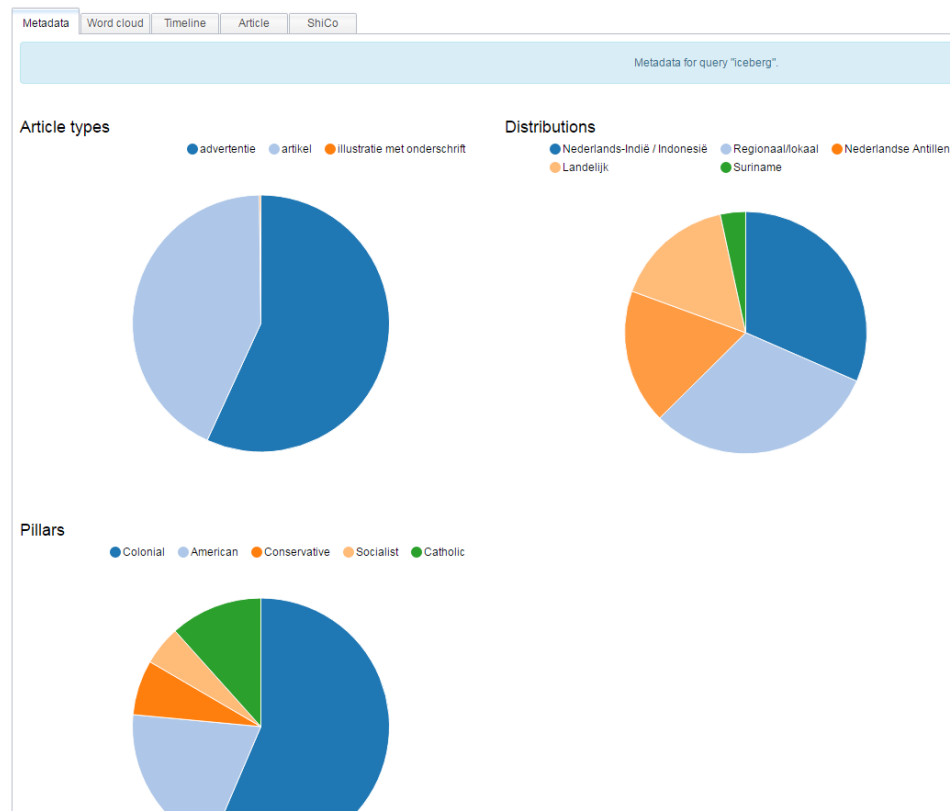 Metadata Word cloud Timeline Article ShiCo
Metadata for query "iceberg".
Article types
advertentie artikel illustratie met onderschrift
Distributions
Nederlands-Indië / Indonesië Regionaal/lokaal Nederlandse Antillen
Landelijk Suriname
Pillars
Colonial American Conservative Socialist Catholic